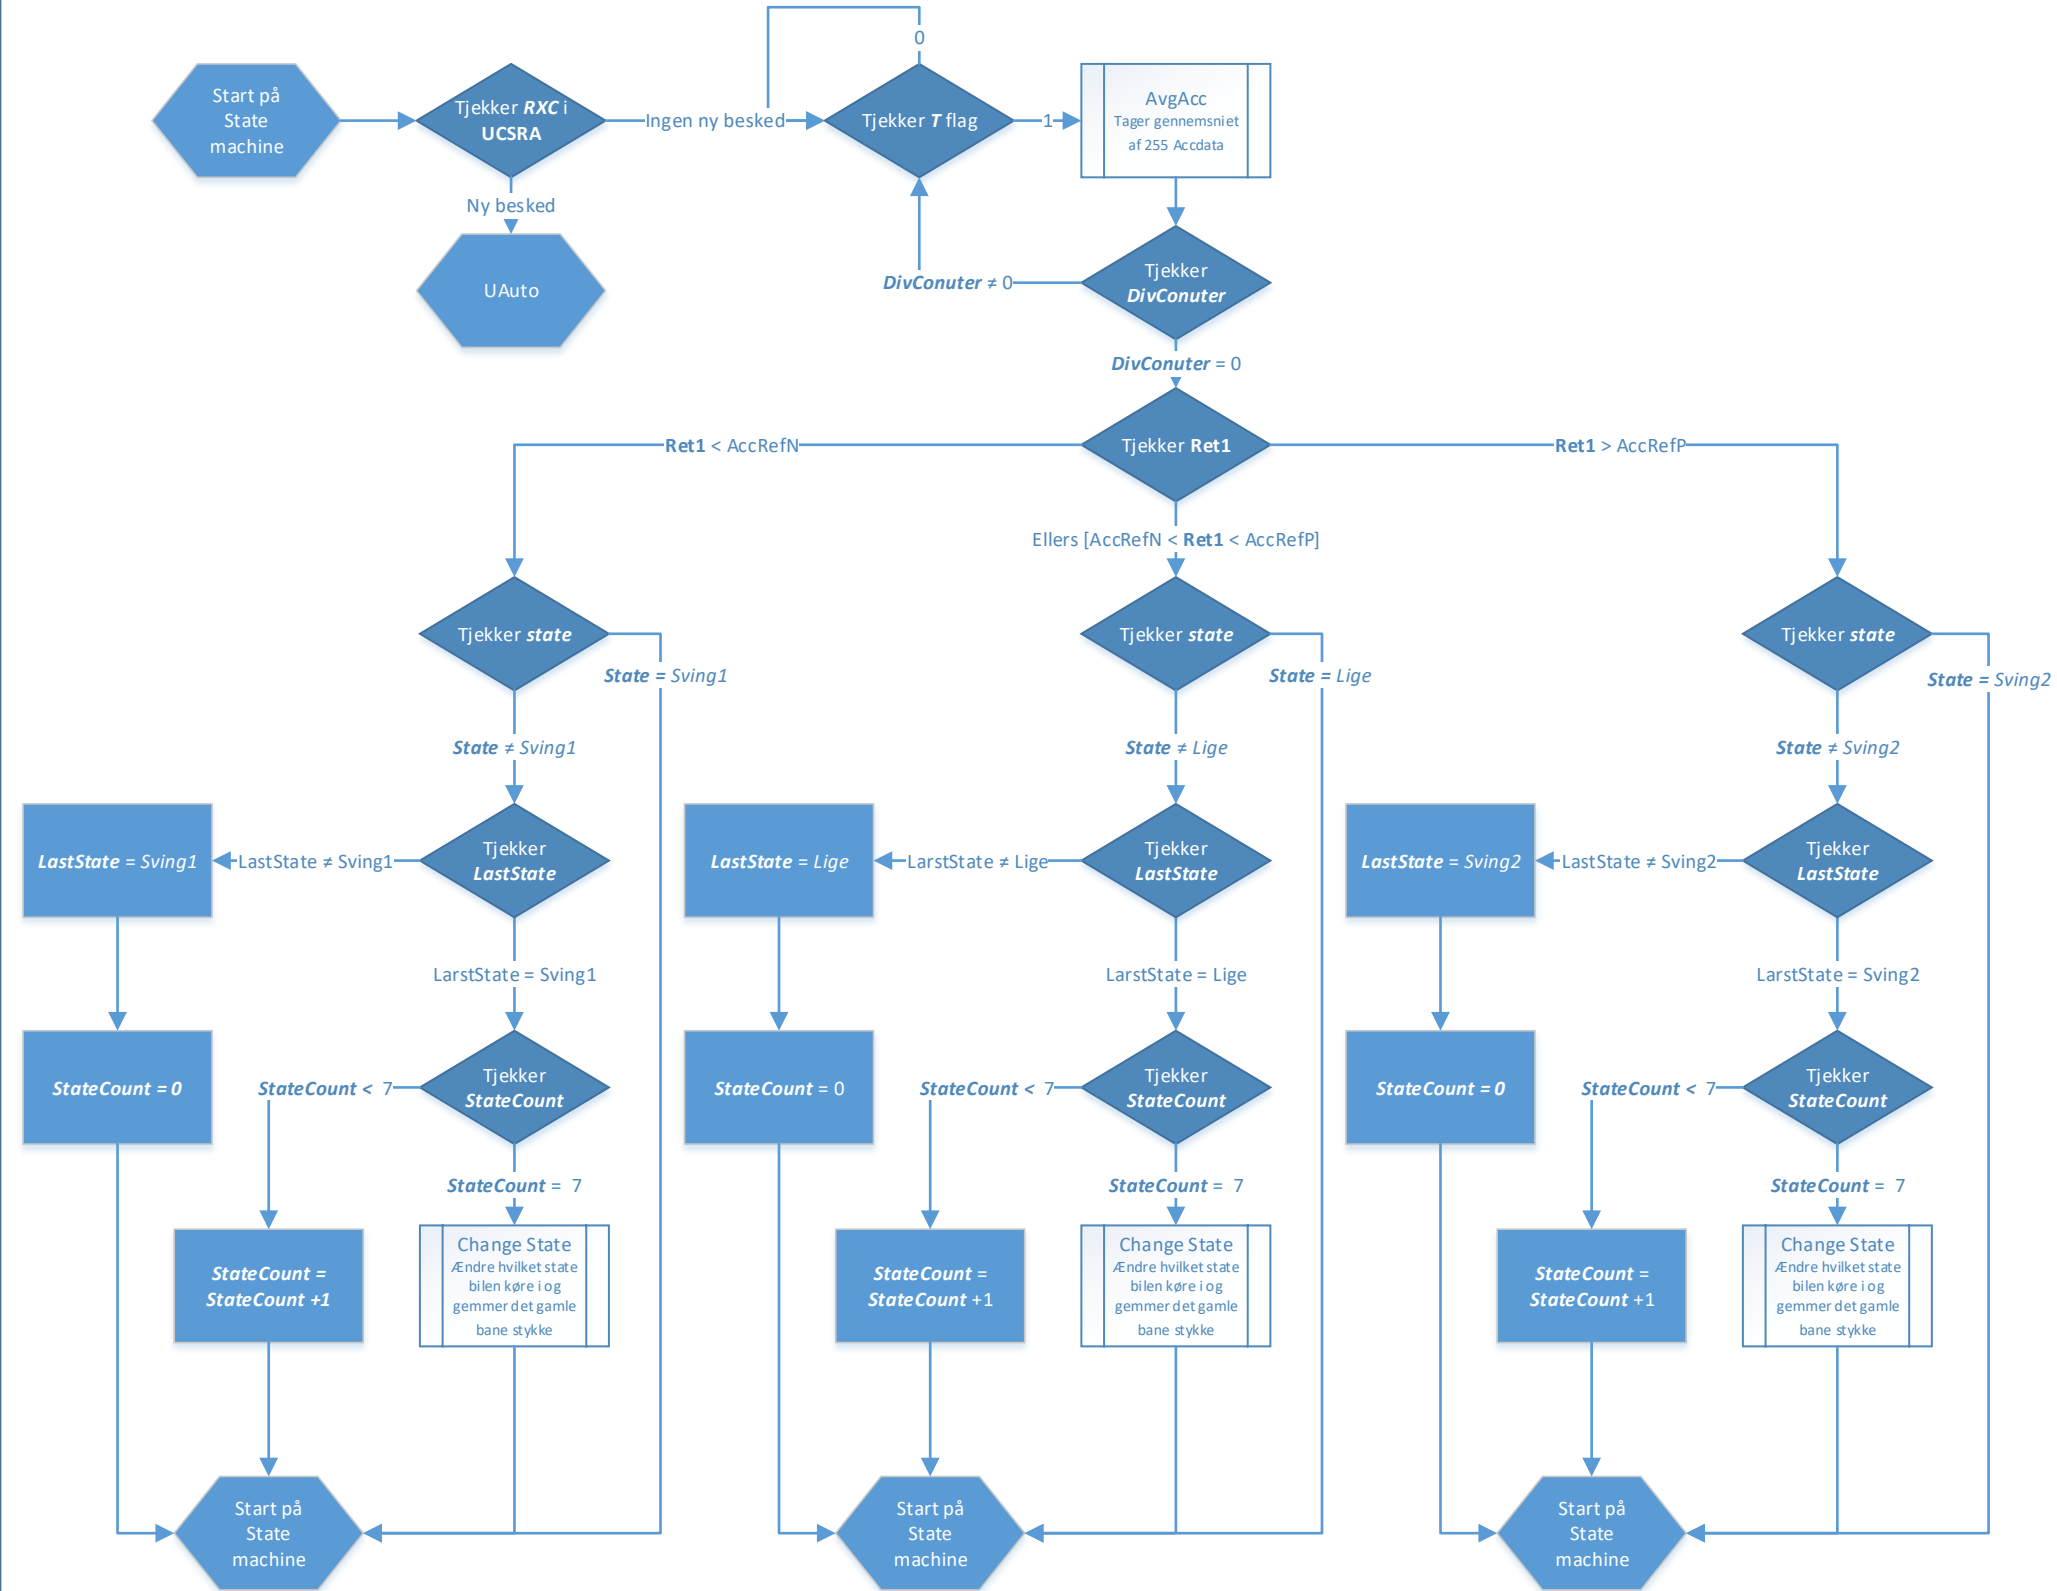 0
Start på
State
machine
Tjekker RXC i
UCSRA
Ingen ny besked
Tjekker T flag
1
AvgAcc
Tager gennemsniet
af 255 Accdata
Ny besked
UAuto
DivConuter ≠ 0
Tjekker
DivConuter
DivConuter = 0
Ret1 < AccRefN
Tjekker Ret1
Ret1 > AccRefP
Ellers [AccRefN < Ret1 < AccRefP]
Tjekker state
Tjekker state
Tjekker state
State = Sving1
State = Lige
State = Sving2
State ≠ Sving1
State ≠ Lige
State ≠ Sving2
LastState = Sving1
LastState ≠ Sving1
Tjekker
LastState
LastState = Lige
LarstState ≠ Lige
Tjekker
LastState
LastState = Sving2
LastState ≠ Sving2
Tjekker
LastState
LarstState = Sving1
LarstState = Lige
LarstState = Sving2
StateCount = 0
StateCount < 7
Tjekker
StateCount
StateCount = 0
StateCount < 7
Tjekker
StateCount
StateCount = 0
StateCount < 7
Tjekker
StateCount
StateCount = 7
StateCount = 7
StateCount = 7
StateCount =
StateCount +1
Change State
Ændre hvilket state
bilen køre i og
gemmer det gamle
bane stykke
StateCount =
StateCount +1
Change State
Ændre hvilket state
bilen køre i og
gemmer det gamle
bane stykke
StateCount =
StateCount +1
Change State
Ændre hvilket state
bilen køre i og
gemmer det gamle
bane stykke
Start på
State
machine
Start på
State
machine
Start på
State
machine